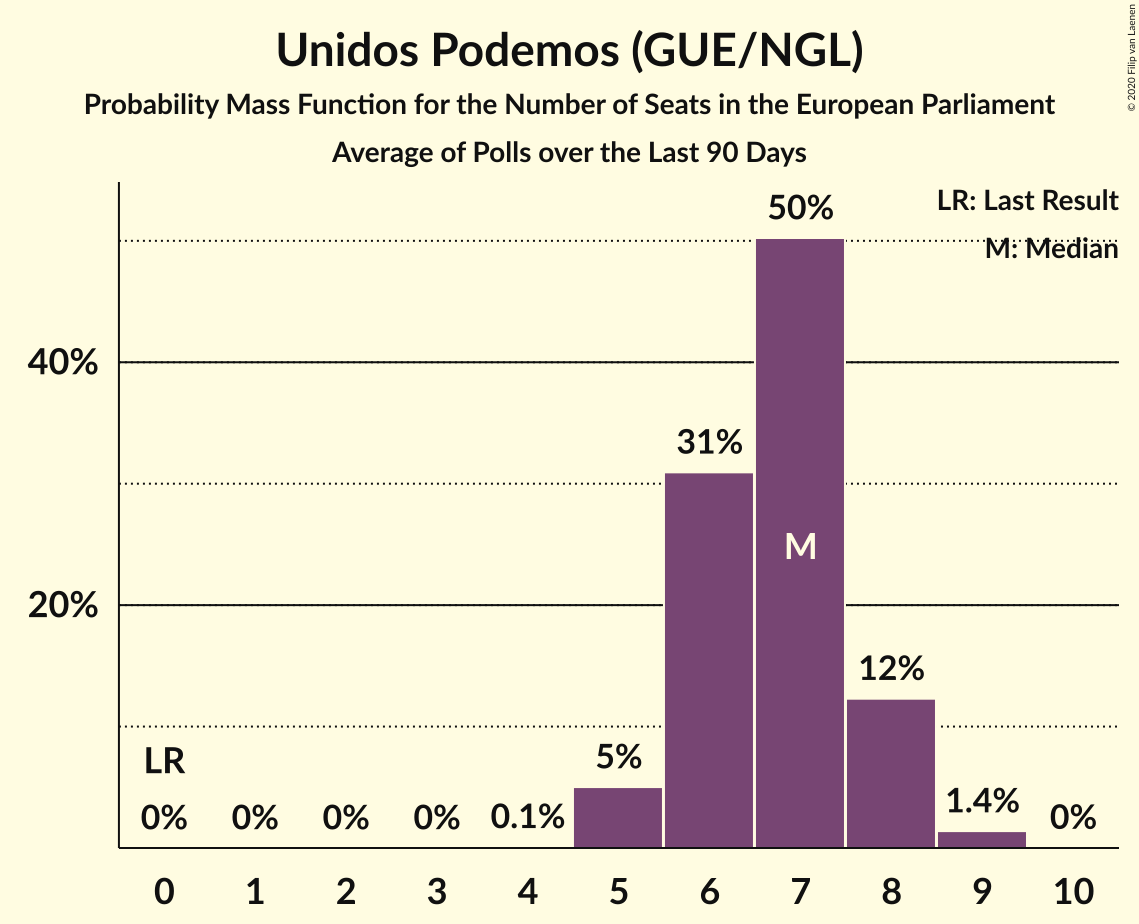 Unidos Podemos (GUE/NGL)
Probability Mass Function for the Number of Seats in the European Parliament
Average of Polls over the Last 90 Days
© 2020 Filip van Laenen
LR: Last Result
M: Median
50%
40%
31%
M
20%
12%
LR
5%
0% 0% 0% 0% 0.1% 1.4% 0%
0 1 2 3 4 5 6 7 8 9 10